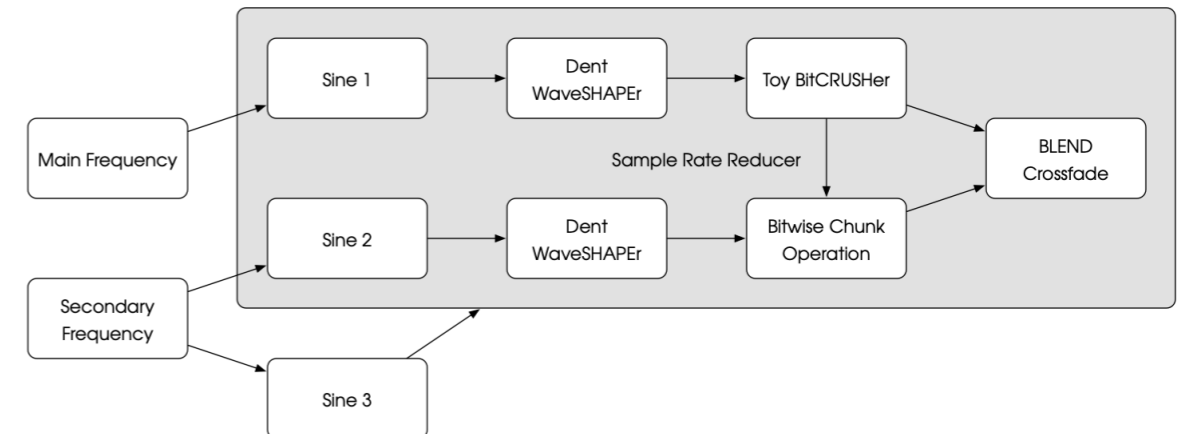 Sine 1
Dent
WaveSHAPEr
Toy BitCRUSHer
Main Frequency
Sample Rate Reducer
BLEND
Crossfade
Sine 2
Dent
WaveSHAPEr
Bitwise Chunk
Operation
Secondary
Frequency
Sine 3